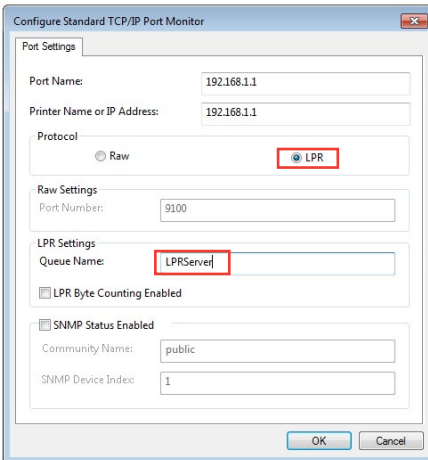 Configure Standard TCP/IP Port Monitor
Port Settings
Port Name: 192.168.1.1
Printer Name or IP Address: 192.168.1.1
Protocol
Raw LPR
Raw Settings
Port Number: 9100
LPR Settings
Queue Name: LPRServer
LPR Byte Counting Enabled
SNMP Status Enabled
Community Name: public
SNMP Device Index: 1
OK Cancel